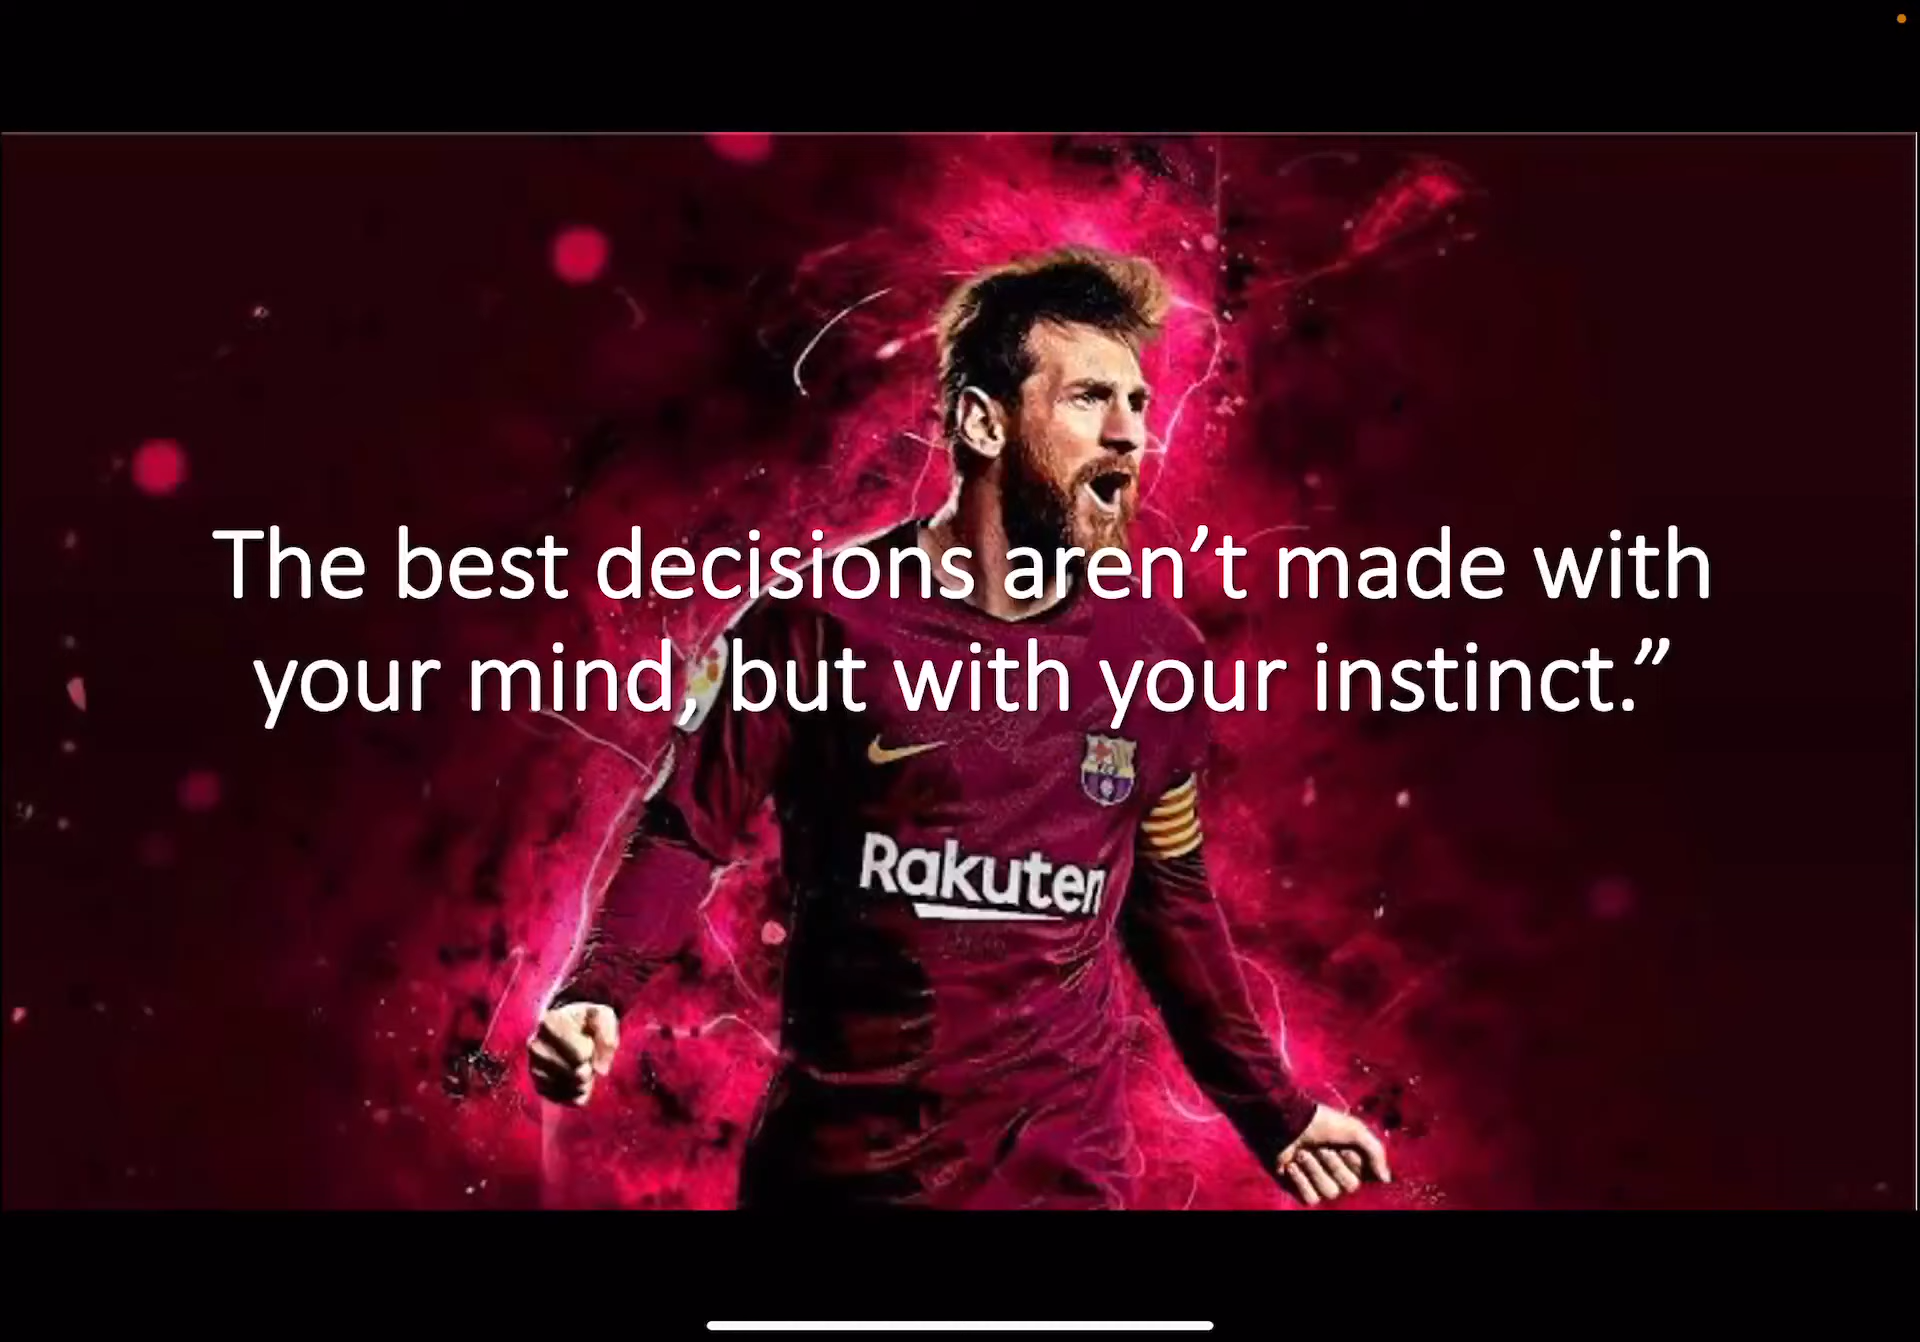 The best decisions aren’t made with
your mind, but with your instinct.”
Rakuten